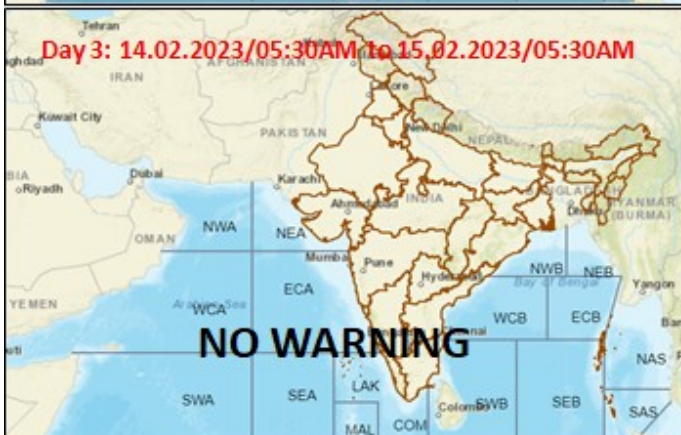 Tehran
Day 3: 14.02.2023/05:30AM to 15.02.2023/05:30AM
AFGHANISTAN
IRAN
Lahore
Kuwait City
PAKISTAN
New Delhi
NEPAL
Riyadh
Dubai
Karachi
Ahmedabad
INDIA
BANGLADESH
Dhaka
MYANMAR
(BURMA)
OMAN
NWA
NEA
Mumbai
Pune
Hyderabad
NWB
NEB
Bay of Bengal
Yangon
YEMEN
Arabian Sea
ECA
WCA
WCB
ECB
NO WARNING
NAS
LAK
SWA
SEA
Colombo
SWB
SEB
SAS
MAL
COM